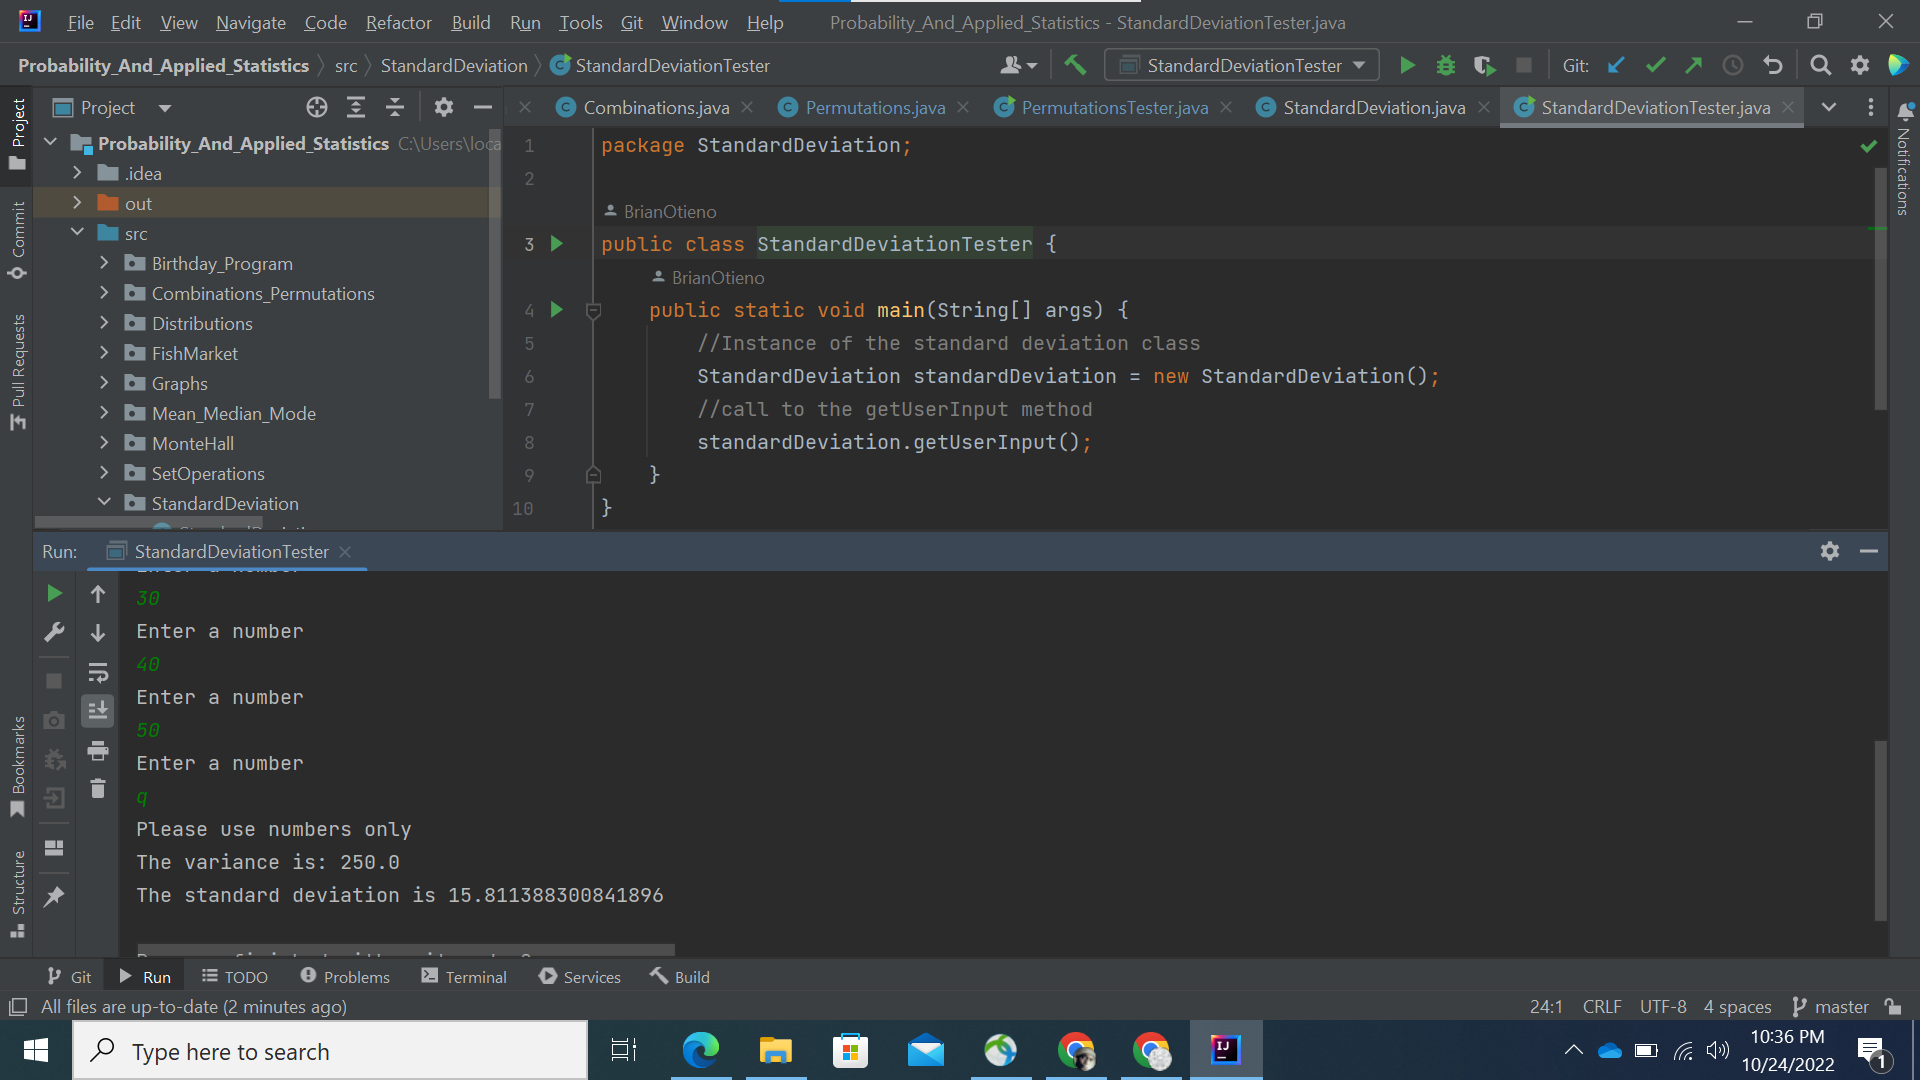 File Edit View Navigate Code Refactor Build Run Tools Git Window Help Probability_And_Applied_Statistics - StandardDeviationTester.java
Probability_And_Applied_Statistics src StandardDeviation StandardDeviationTester StandardDeviationTester Git:
Project
Combinations.java Permutations.java PermutationsTester.java StandardDeviation.java StandardDeviationTester.java
Project
Commit
Pull Requests
Bookmarks
Structure
Notifications
Probability_And_Applied_Statistics C:\Users\loca
.idea
out
src
Birthday_Program
Combinations_Permutations
Distributions
FishMarket
Graphs
Mean_Median_Mode
MonteHall
SetOperations
StandardDeviation
1 package StandardDeviation;
2
BrianOtieno
3 public class StandardDeviationTester {
BrianOtieno
4 public static void main(String[] args) {
5 //Instance of the standard deviation class
6 StandardDeviation standardDeviation = new StandardDeviation();
7 //call to the getUserInput method
8 standardDeviation.getUserInput();
9 }
10 }
Run: StandardDeviationTester
30
Enter a number
40
Enter a number
50
Enter a number
q
Please use numbers only
The variance is: 250.0
The standard deviation is 15.811388300841896
Git Run TODO Problems Terminal Services Build
All files are up-to-date (2 minutes ago) 24:1 CRLF UTF-8 4 spaces master
Type here to search
10:36 PM
10/24/2022
1